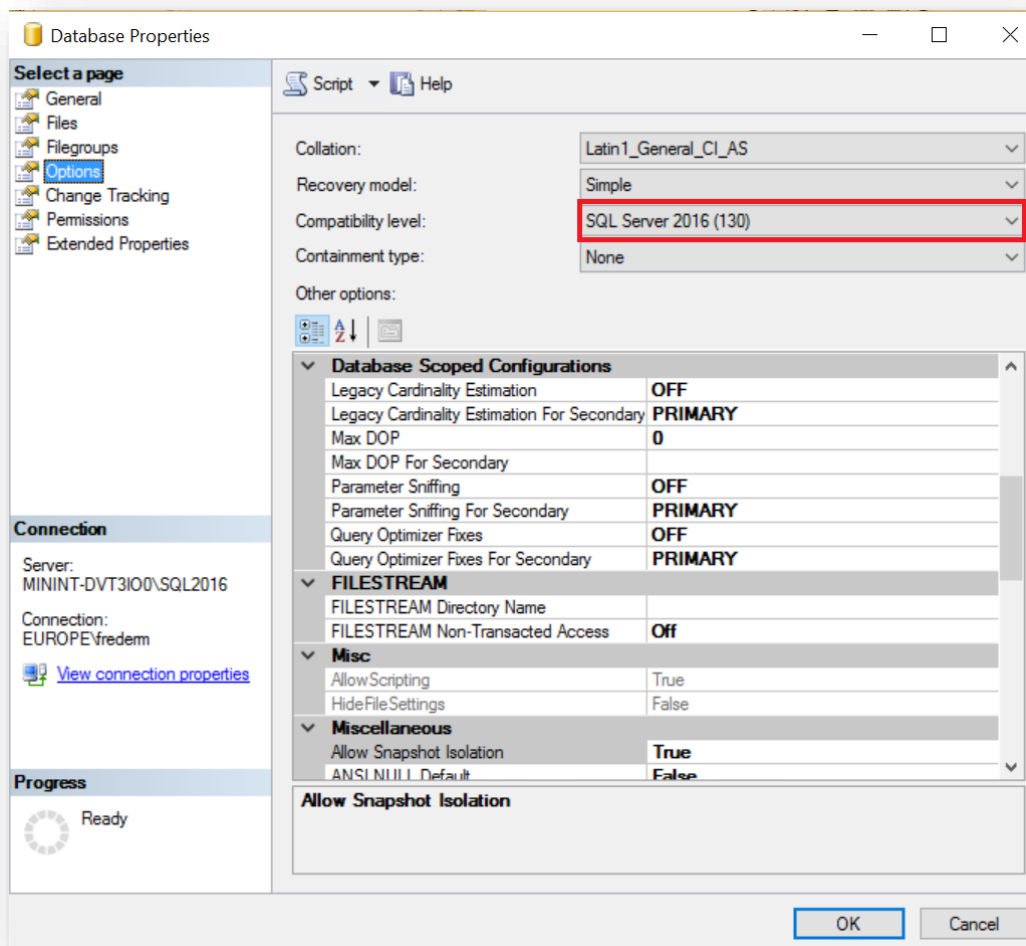 Database Properties
Select a page
General
Files
Filegroups
Options
Change Tracking
Permissions
Extended Properties
Connection
Server:
MININT-DVT3IO0\SQL2016
Connection:
EUROPE\frederm
View connection properties
Progress
Ready
Script Help
Collation: Latin1_General_CI_AS
Recovery model: Simple
Compatibility level: SQL Server 2016 (130)
Containment type: None
Other options:
Database Scoped Configurations
Legacy Cardinality Estimation OFF
Legacy Cardinality Estimation For Secondary PRIMARY
Max DOP 0
Max DOP For Secondary
Parameter Sniffing OFF
Parameter Sniffing For Secondary PRIMARY
Query Optimizer Fixes OFF
Query Optimizer Fixes For Secondary PRIMARY
FILESTREAM
FILESTREAM Directory Name
FILESTREAM Non-Transacted Access Off
Misc
AllowScripting True
HideFileSettings False
Miscellaneous
Allow Snapshot Isolation True
ANSI NULL Default False
Allow Snapshot Isolation
OK Cancel